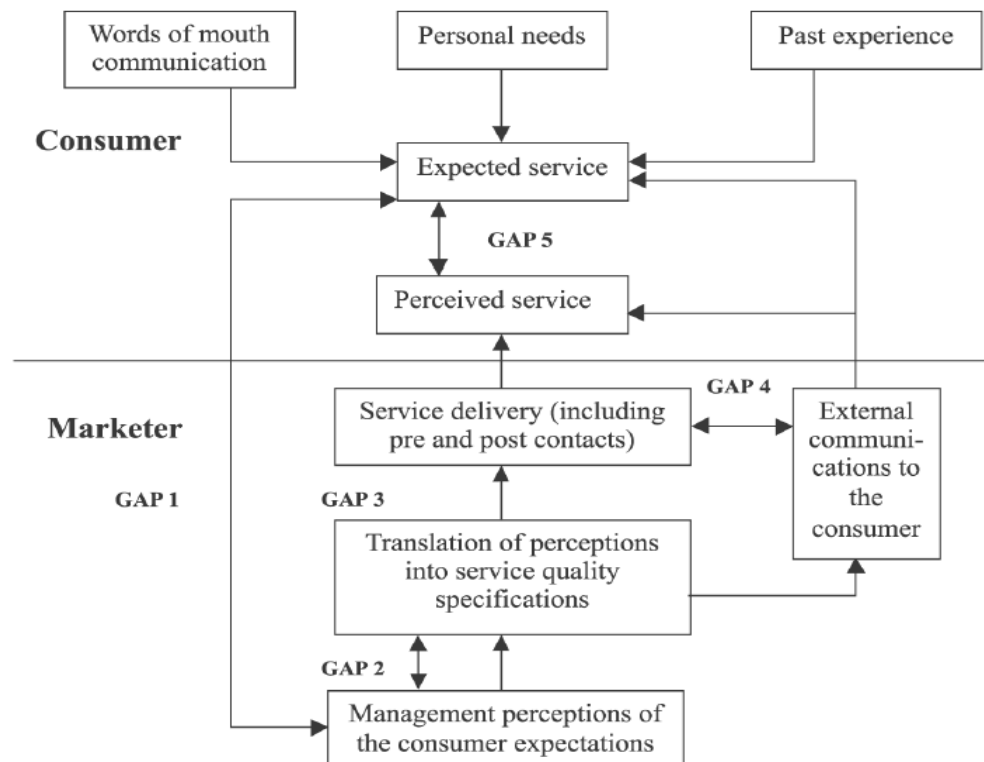 Words of mouth
communication
Personal needs
Past experience
Consumer
Expected service
GAP 5
Perceived service
Marketer
Service delivery (including
pre and post contacts)
GAP 4
External
communi-
cations to
the
consumer
GAP 1
GAP 3
Translation of perceptions
into service quality
specifications
GAP 2
Management perceptions of
the consumer expectations